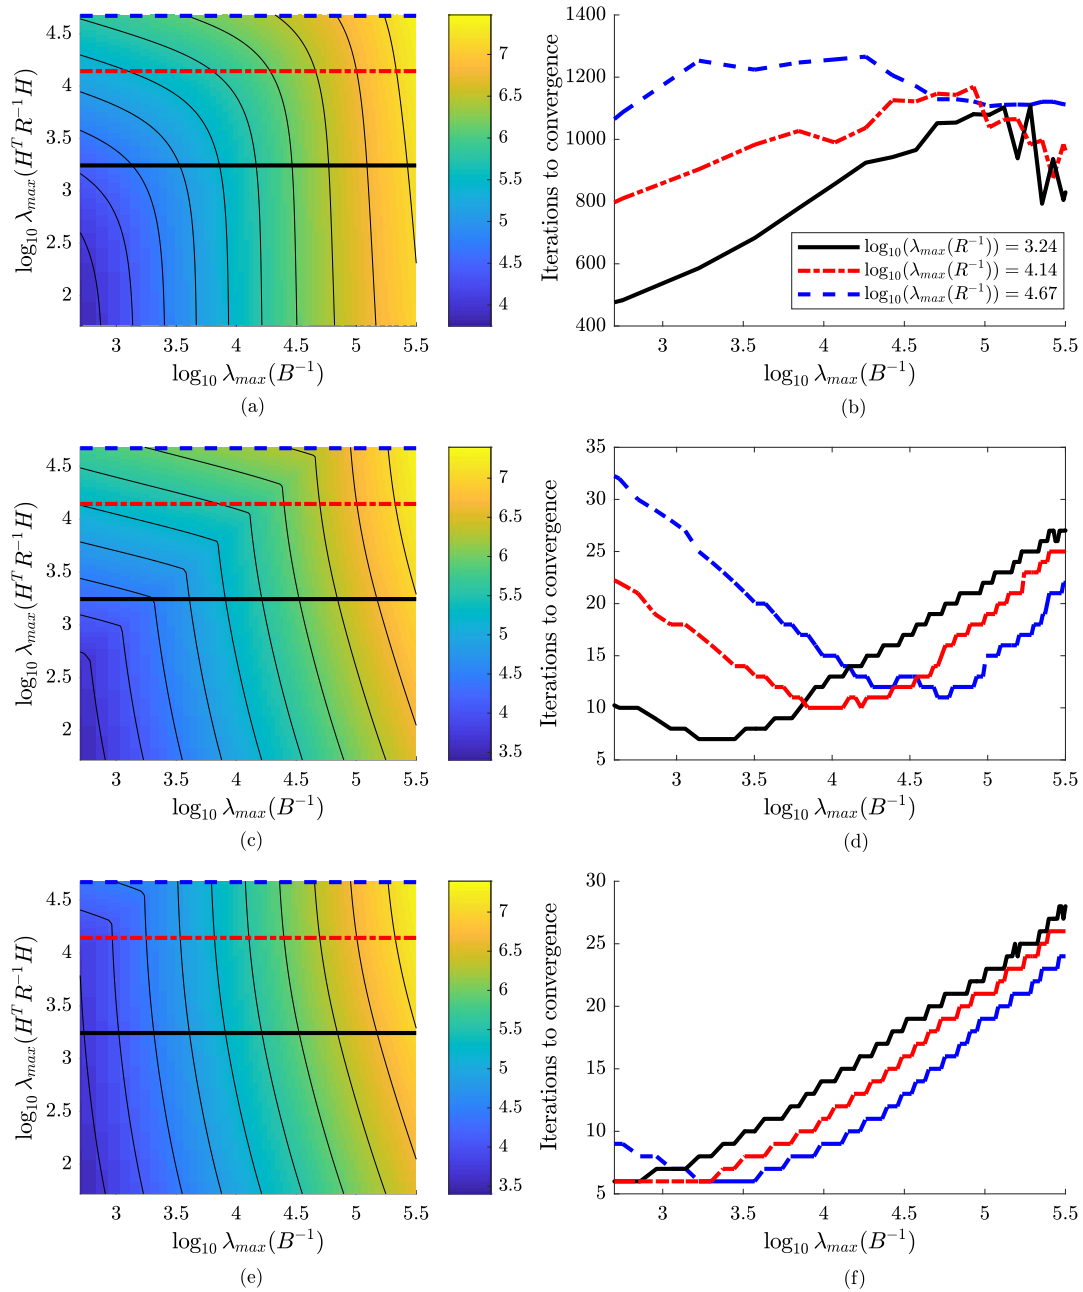 4.5
4
3.5
3
2.5
2
log₁₀ λₘₐₓ(HᵀR⁻¹H)
3 3.5 4 4.5 5 5.5
log₁₀ λₘₐₓ(B⁻¹)
(a)
7
6.5
6
5.5
5
4.5
4
1400
1200
1000
800
600
400
Iterations to convergence
log₁₀(λₘₐₓ(R⁻¹)) = 3.24
log₁₀(λₘₐₓ(R⁻¹)) = 4.14
log₁₀(λₘₐₓ(R⁻¹)) = 4.67
3 3.5 4 4.5 5 5.5
log₁₀ λₘₐₓ(B⁻¹)
(b)
4.5
4
3.5
3
2.5
2
log₁₀ λₘₐₓ(HᵀR⁻¹H)
3 3.5 4 4.5 5 5.5
log₁₀ λₘₐₓ(B⁻¹)
(c)
7
6.5
6
5.5
5
4.5
4
3.5
35
30
25
20
15
10
5
Iterations to convergence
3 3.5 4 4.5 5 5.5
log₁₀ λₘₐₓ(B⁻¹)
(d)
4.5
4
3.5
3
2.5
2
log₁₀ λₘₐₓ(HᵀR⁻¹H)
3 3.5 4 4.5 5 5.5
log₁₀ λₘₐₓ(B⁻¹)
(e)
7
6.5
6
5.5
5
4.5
4
3.5
30
25
20
15
10
5
Iterations to convergence
3 3.5 4 4.5 5 5.5
log₁₀ λₘₐₓ(B⁻¹)
(f)